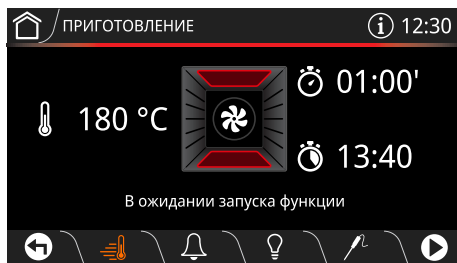 ПРИГОТОВЛЕНИЕ
i 12:30
01:00'
180 °C
13:40
В ожидании запуска функции